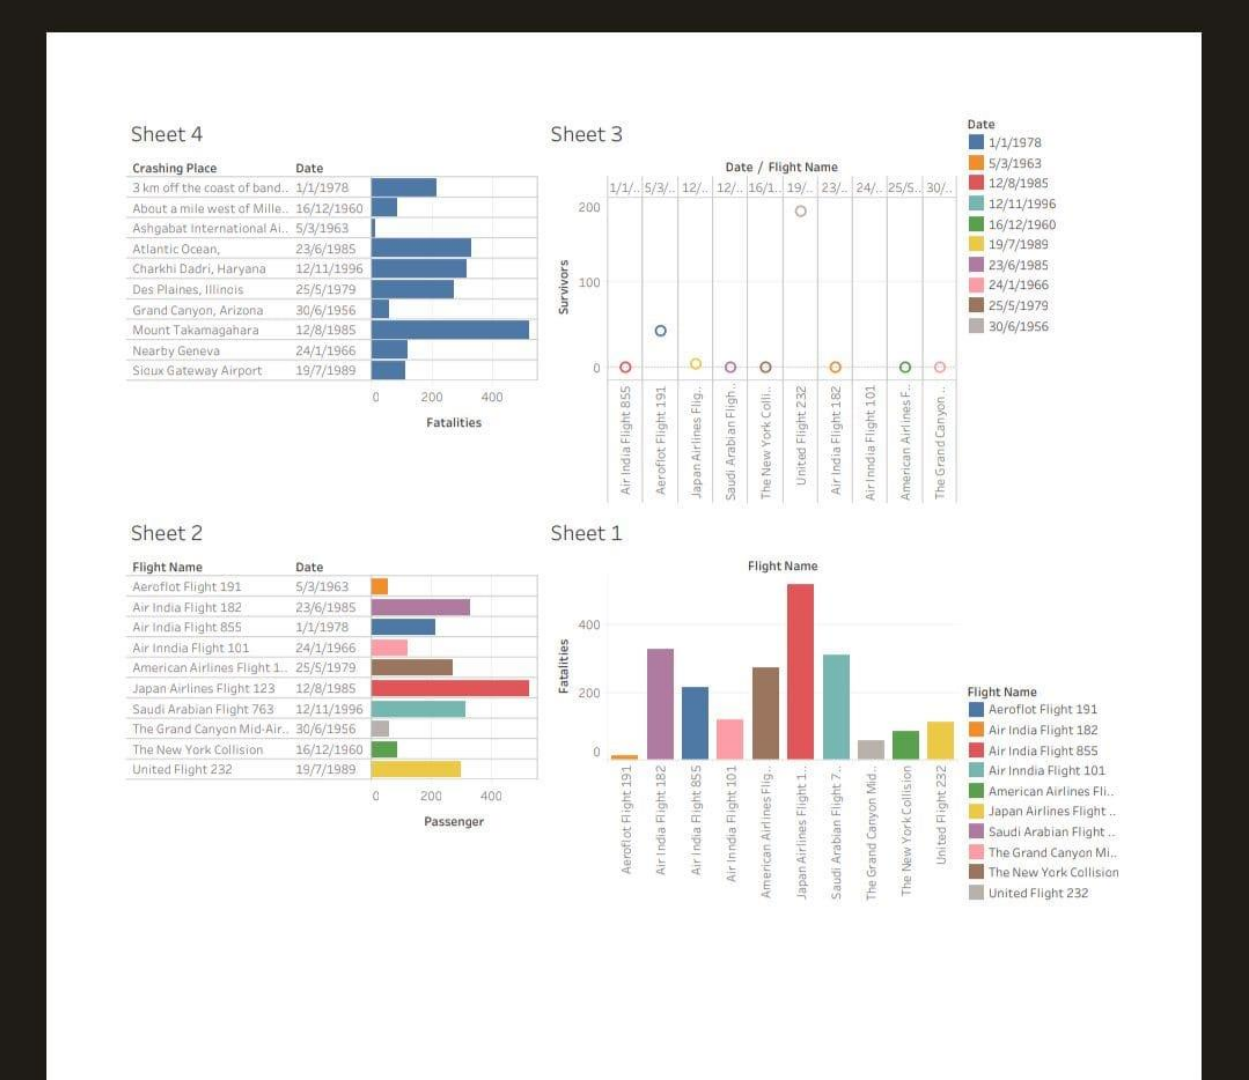 Sheet 4
Crashing Place Date
3 km off the coast of band.. 1/1/1978
About a mile west of Mille.. 16/12/1960
Ashgabat International Ai.. 5/3/1963
Atlantic Ocean, 23/6/1985
Charkhi Dadri, Haryana 12/11/1996
Des Plaines, Illinois 25/5/1979
Grand Canyon, Arizona 30/6/1956
Mount Takamagahara 12/8/1985
Nearby Geneva 24/1/1966
Sioux Gateway Airport 19/7/1989
0 200 400
Fatalities
Sheet 3
Date / Flight Name
1/1/.. 5/3/.. 12/.. 12/.. 16/1.. 19/.. 23/.. 24/.. 25/5.. 30/..
200
100
0
Survivors
Air India Flight 855
Aeroflot Flight 191
Japan Airlines Flig..
Saudi Arabian Fligh..
The New York Colli..
United Flight 232
Air India Flight 182
Air Inndia Flight 101
American Airlines F..
The Grand Canyon ..
Date
1/1/1978
5/3/1963
12/8/1985
12/11/1996
16/12/1960
19/7/1989
23/6/1985
24/1/1966
25/5/1979
30/6/1956
Sheet 2
Flight Name Date
Aeroflot Flight 191 5/3/1963
Air India Flight 182 23/6/1985
Air India Flight 855 1/1/1978
Air Inndia Flight 101 24/1/1966
American Airlines Flight 1.. 25/5/1979
Japan Airlines Flight 123 12/8/1985
Saudi Arabian Flight 763 12/11/1996
The Grand Canyon Mid-Air.. 30/6/1956
The New York Collision 16/12/1960
United Flight 232 19/7/1989
0 200 400
Passenger
Sheet 1
Flight Name
400
200
0
Fatalities
Aeroflot Flight 191
Air India Flight 182
Air India Flight 855
Air Inndia Flight 101
American Airlines Flig..
Japan Airlines Flight 1..
Saudi Arabian Flight 7..
The Grand Canyon Mid..
The New York Collision
United Flight 232
Flight Name
Aeroflot Flight 191
Air India Flight 182
Air India Flight 855
Air Inndia Flight 101
American Airlines Fli..
Japan Airlines Flight ..
Saudi Arabian Flight ..
The Grand Canyon Mi..
The New York Collision
United Flight 232